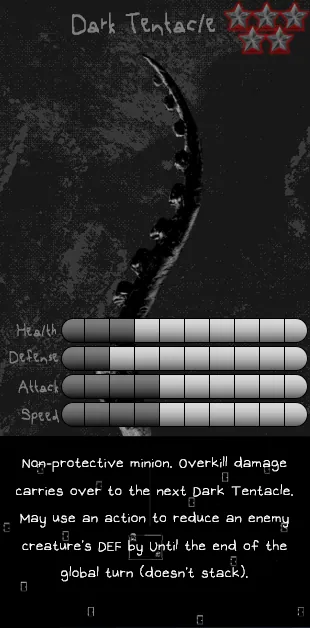 Dark Tentacle
Health
Defense
Attack
Speed
Non-protective minion. Overkill damage
carries over to the next Dark Tentacle.
May use an action to reduce an enemy
creature's DEF by Until the end of the
global turn (doesn't stack).